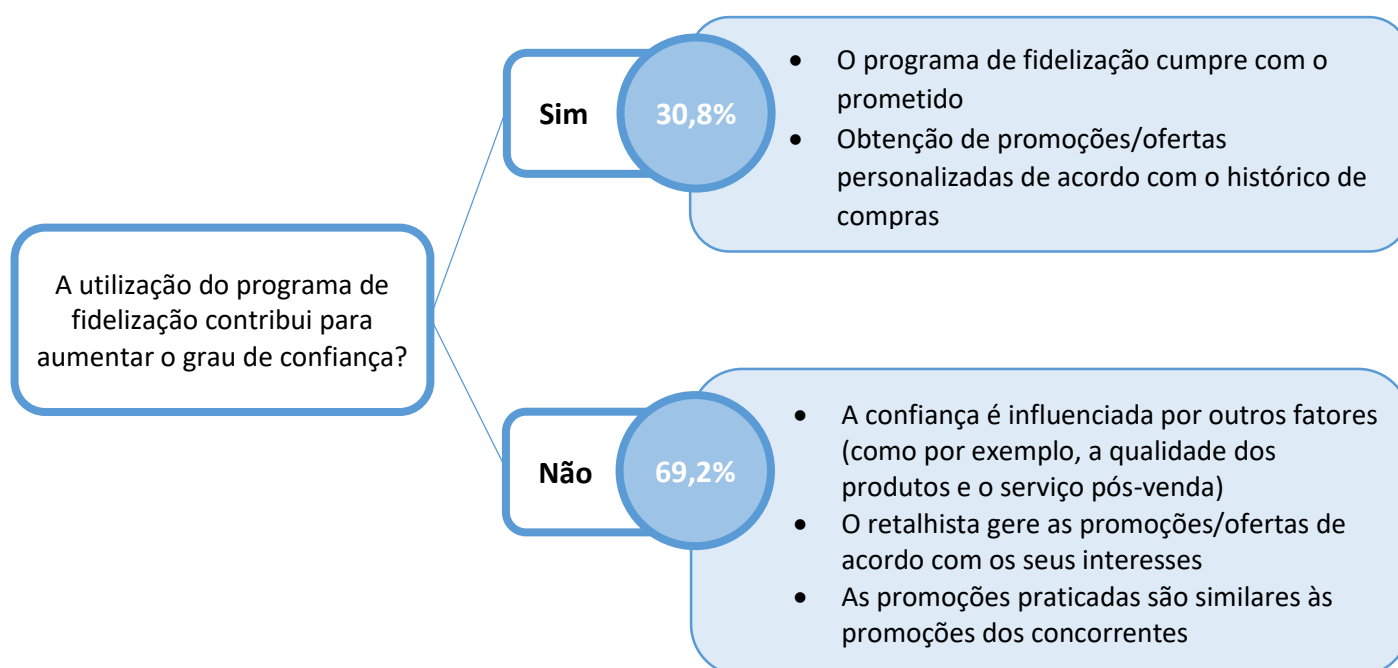 A utilização do programa de
fidelização contribui para
aumentar o grau de confiança?
Sim
30,8%
• O programa de fidelização cumpre com o
prometido
• Obtenção de promoções/ofertas
personalizadas de acordo com o histórico de
compras
Não
69,2%
• A confiança é influenciada por outros fatores
(como por exemplo, a qualidade dos
produtos e o serviço pós-venda)
• O retalhista gere as promoções/ofertas de
acordo com os seus interesses
• As promoções praticadas são similares às
promoções dos concorrentes